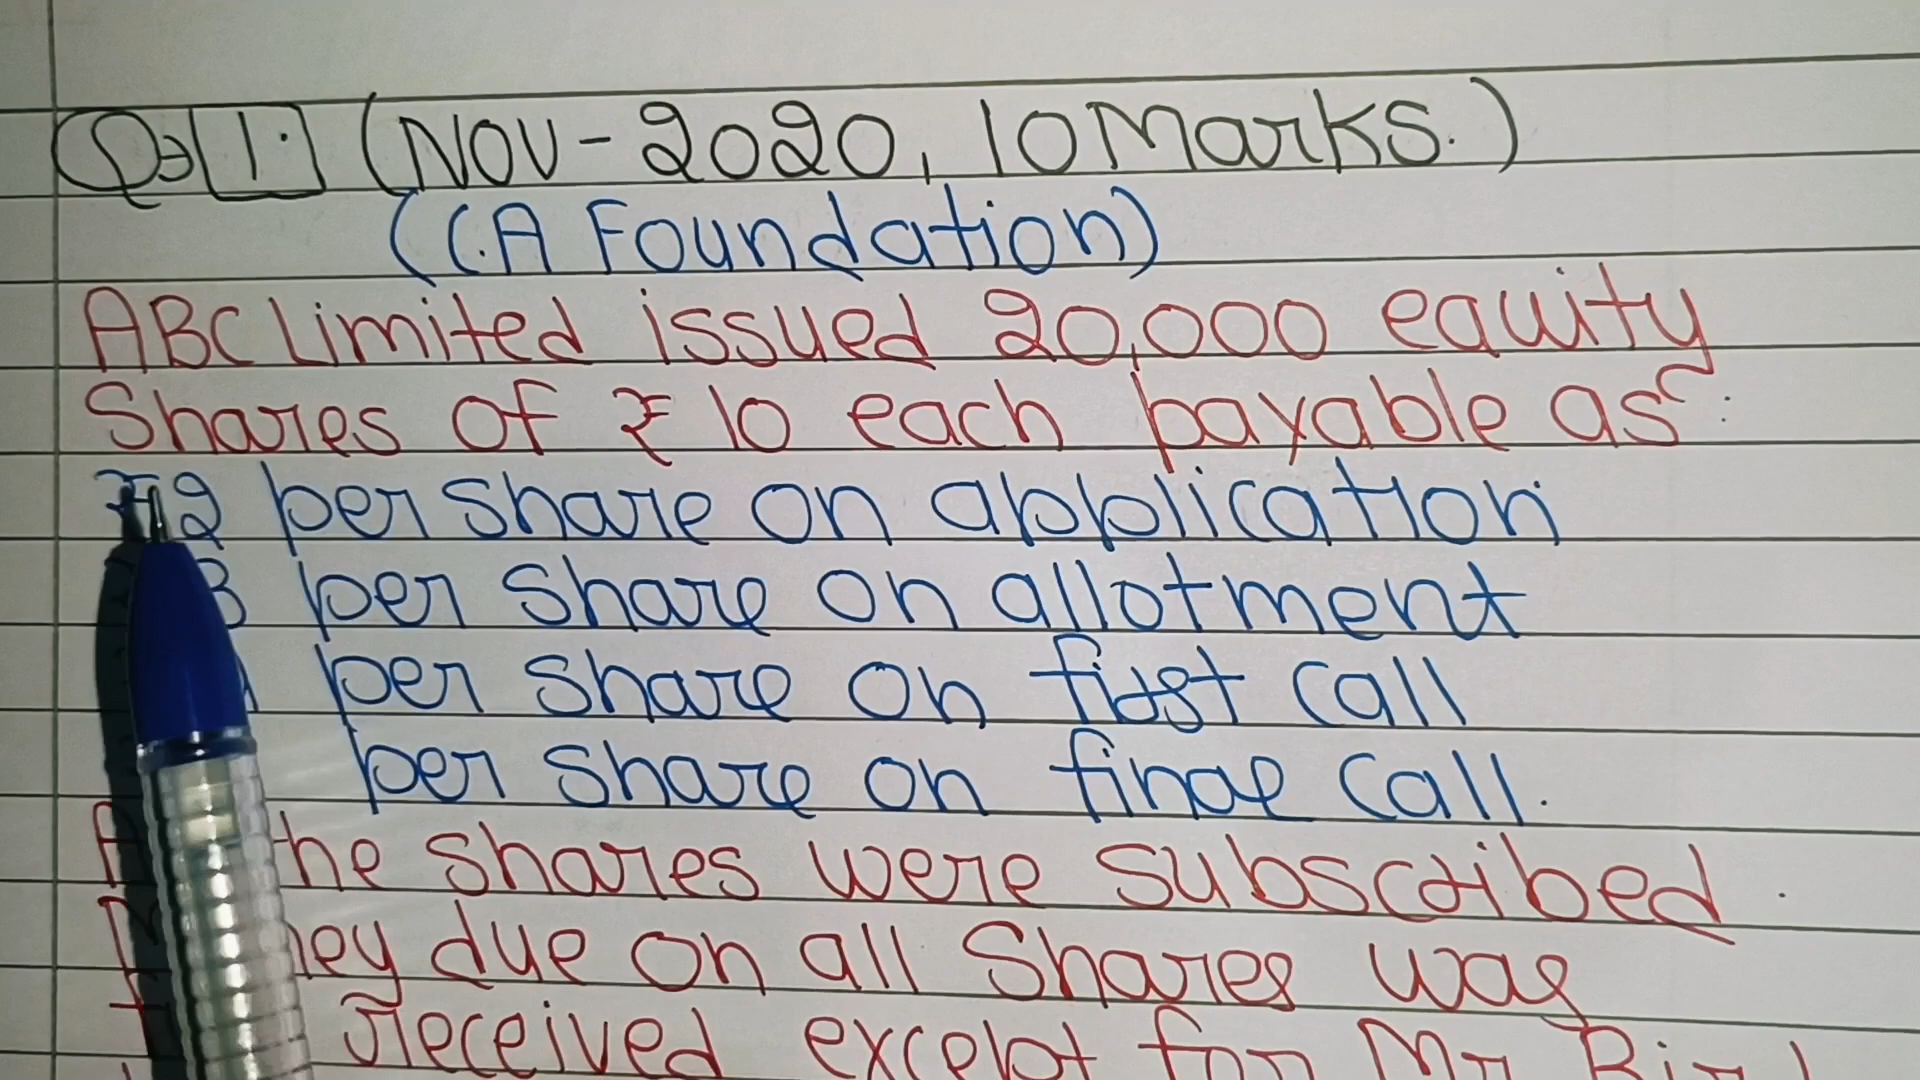 Q→ 1. (NOV-2020, 10 Marks.)
(C.A Foundation)
ABC Limited issued 20,000 equity
Shares of ₹10 each payable as:
₹2 per share on application
3 per share on allotment
per share on first call
per share on final call.
the shares were subscribed
due on all Shares was
received except for Mr